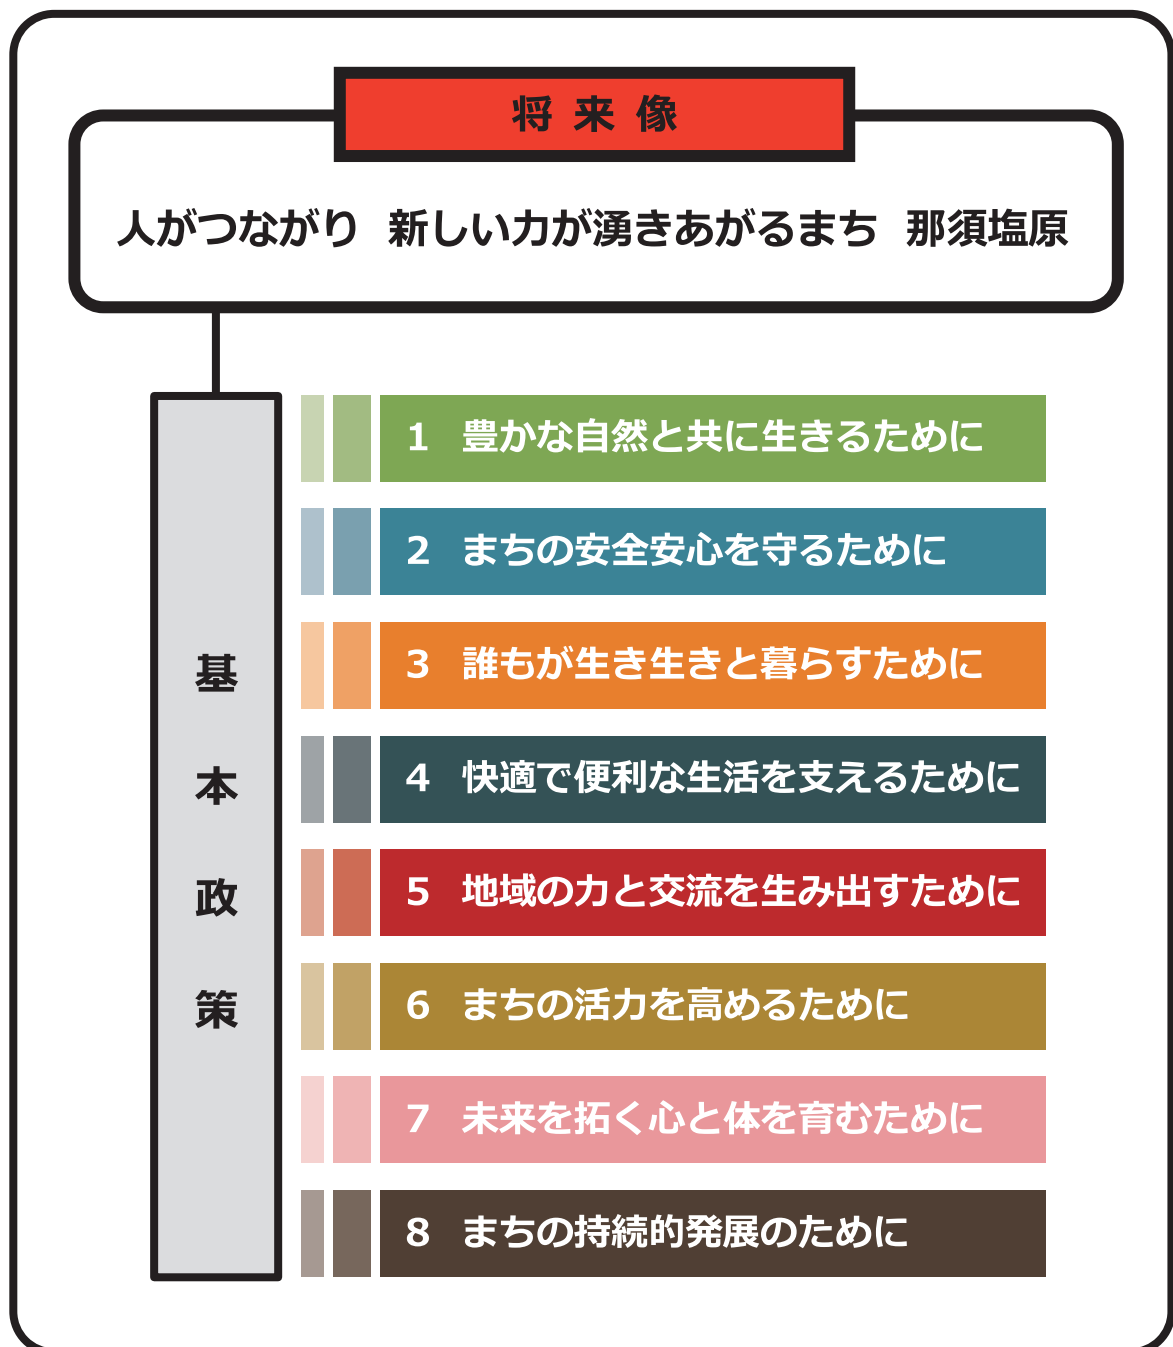 将来像
人がつながり 新しい力が湧きあがるまち 那須塩原
基本政策
1 豊かな自然と共に生きるために
2 まちの安全安心を守るために
3 誰もが生き生きと暮らすために
4 快適で便利な生活を支えるために
5 地域の力と交流を生み出すために
6 まちの活力を高めるために
7 未来を拓く心と体を育むために
8 まちの持続的発展のために